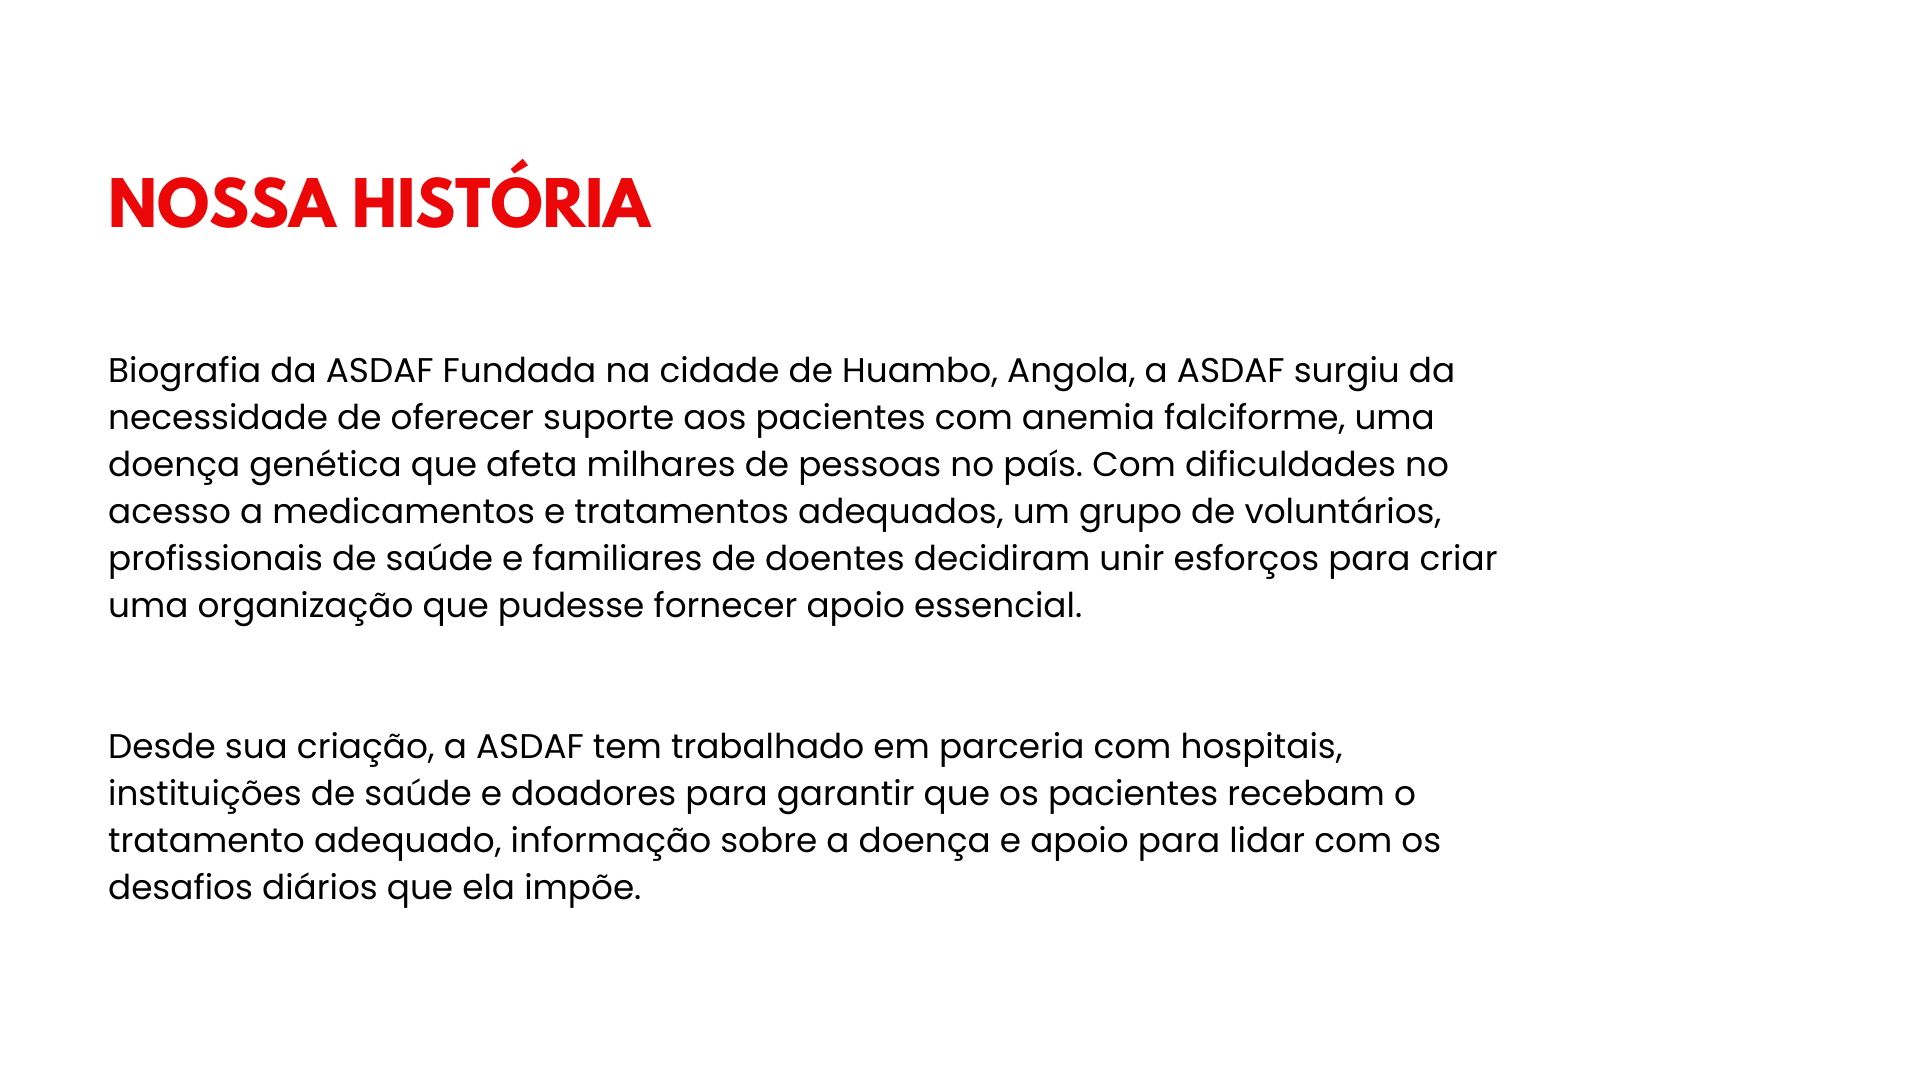 NOSSA HISTÓRIA
Biografia da ASDAF Fundada na cidade de Huambo, Angola, a ASDAF surgiu da
necessidade de oferecer suporte aos pacientes com anemia falciforme, uma
doença genética que afeta milhares de pessoas no país. Com dificuldades no
acesso a medicamentos e tratamentos adequados, um grupo de voluntários,
profissionais de saúde e familiares de doentes decidiram unir esforços para criar
uma organização que pudesse fornecer apoio essencial.
Desde sua criação, a ASDAF tem trabalhado em parceria com hospitais,
instituições de saúde e doadores para garantir que os pacientes recebam o
tratamento adequado, informação sobre a doença e apoio para lidar com os
desafios diários que ela impõe.